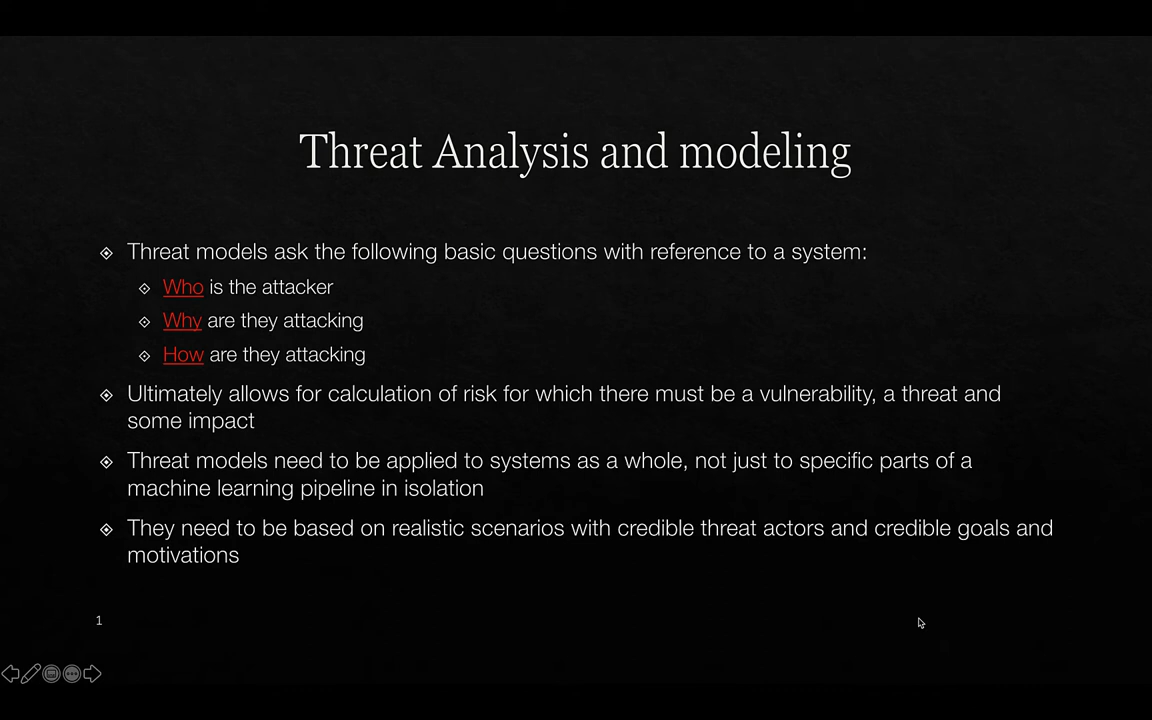 Threat Analysis and modeling
Threat models ask the following basic questions with reference to a system:
Who is the attacker
Why are they attacking
How are they attacking
Ultimately allows for calculation of risk for which there must be a vulnerability, a threat and
some impact
Threat models need to be applied to systems as a whole, not just to specific parts of a
machine learning pipeline in isolation
They need to be based on realistic scenarios with credible threat actors and credible goals and
motivations
1